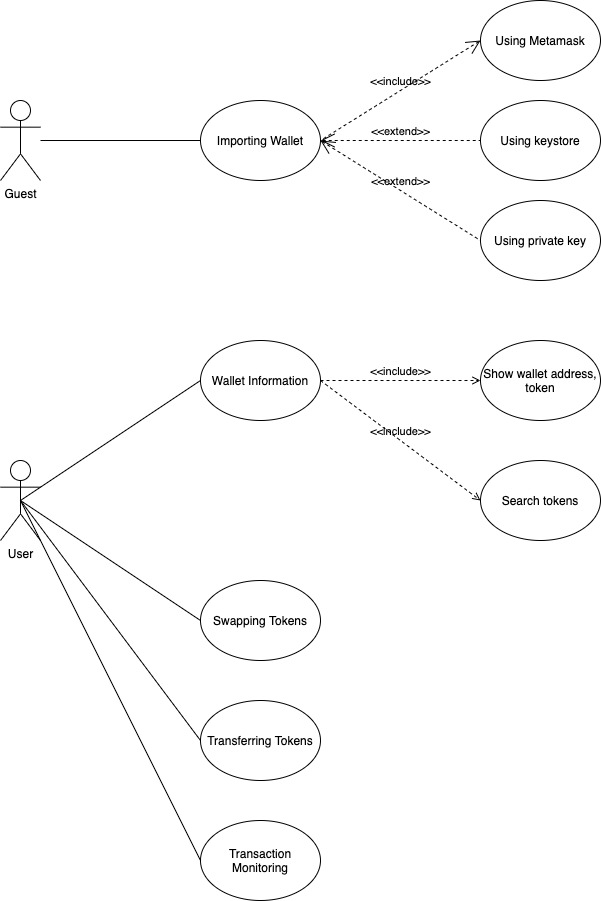 Using Metamask
<<include>>
Importing Wallet
<<extend>>
Using keystore
<<extend>>
Guest
Using private key
Wallet Information
<<include>>
Show wallet address,
token
<<include>>
Search tokens
User
Swapping Tokens
Transferring Tokens
Transaction
Monitoring